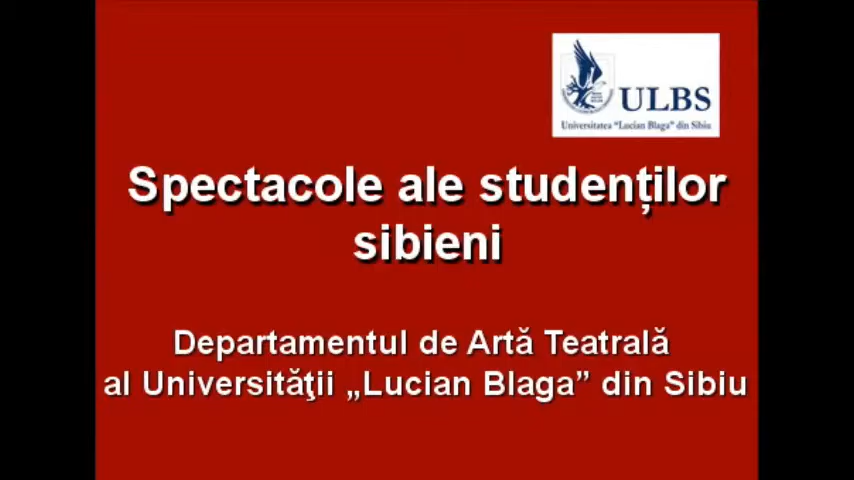 ULBS
Universitatea "Lucian Blaga" din Sibiu
Spectacole ale studenților
sibieni
Departamentul de Artă Teatrală
al Universităţii „Lucian Blaga” din Sibiu